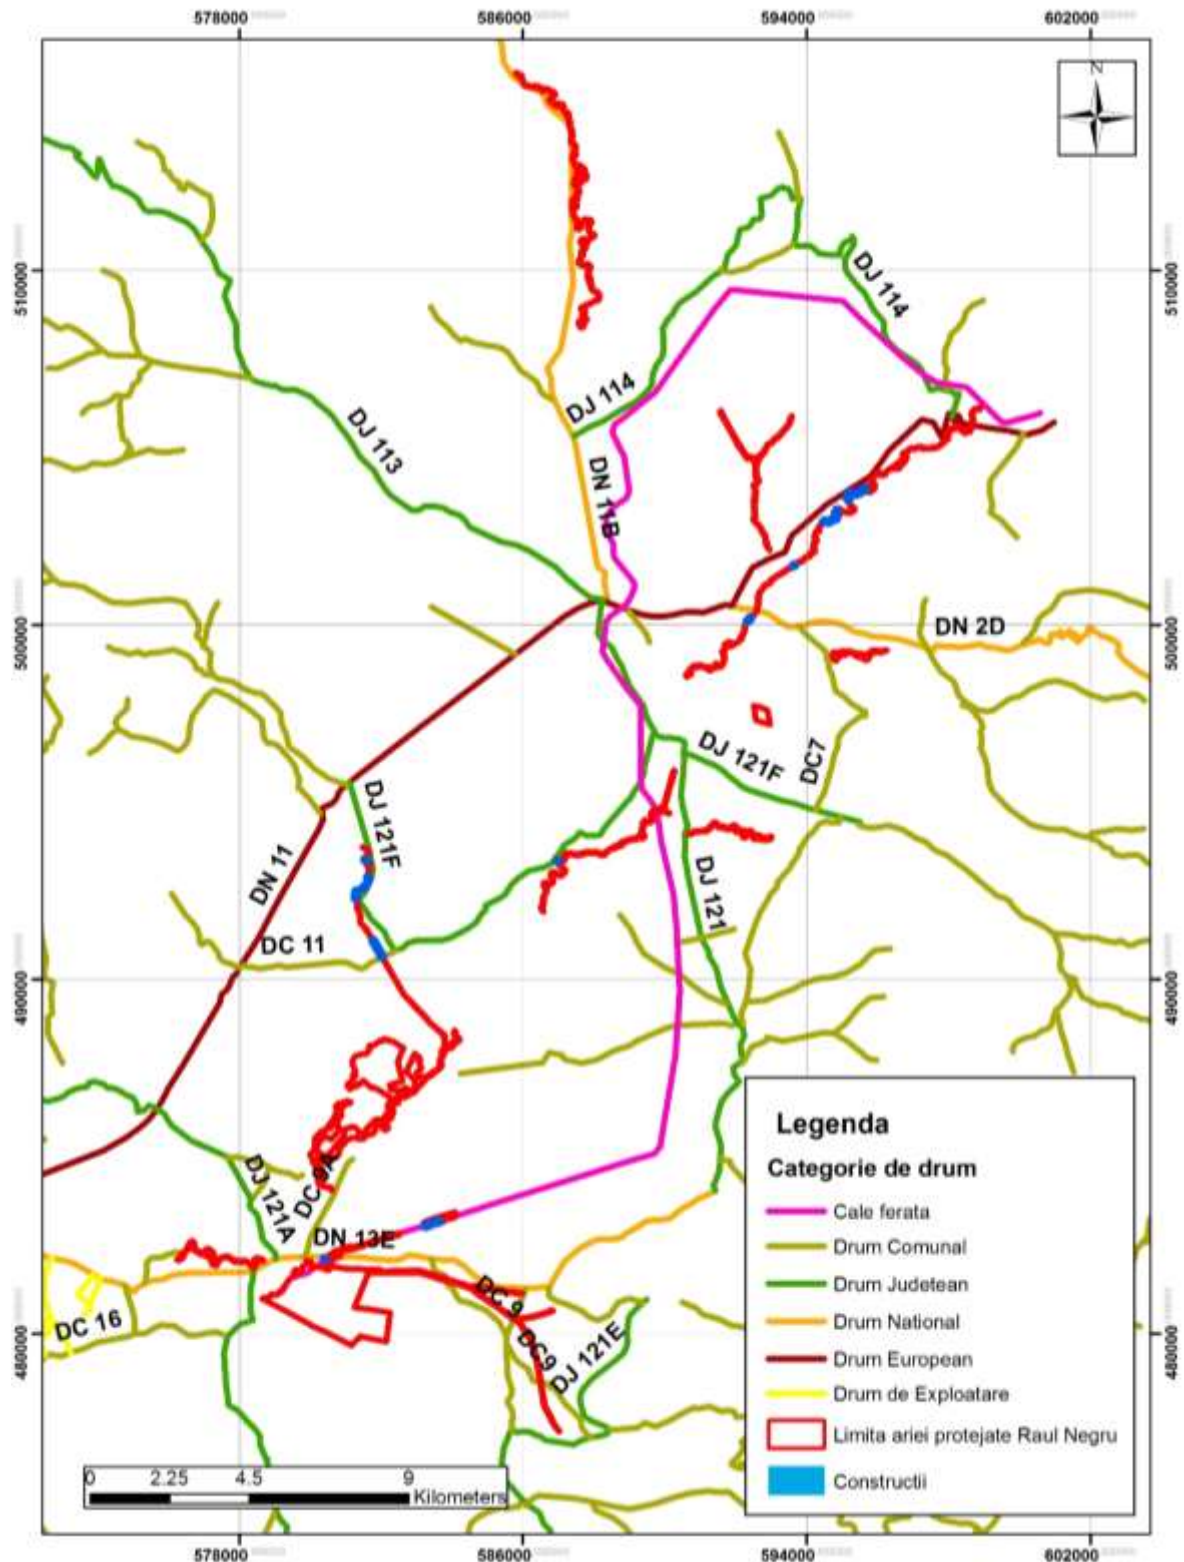 578000
586000
594000
602000
N
510000
510000
DJ 114
DJ 114
DJ 113
DN 11B
500000
DN 2D
500000
DJ 121F
DC7
DJ 121F
DN 11
DJ 121
DC 11
490000
490000
DJ 121A
DC 9A
DN 13E
DC 9
DC9
DJ 121E
DC 16
480000
480000
Legenda
Categorie de drum
Cale ferata
Drum Comunal
Drum Judetean
Drum National
Drum European
Drum de Exploatare
Limita ariei protejate Raul Negru
Constructii
0 2.25 4.5 9
Kilometers
578000
586000
594000
602000